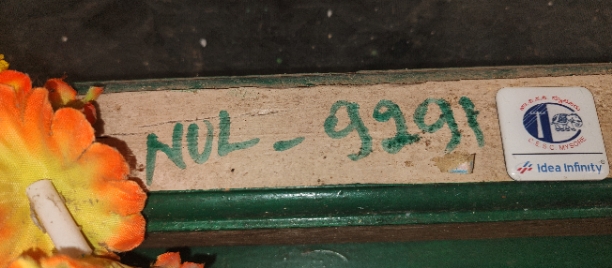 NUL - 9291
C.E.S.C. MYSORE
Idea Infinity